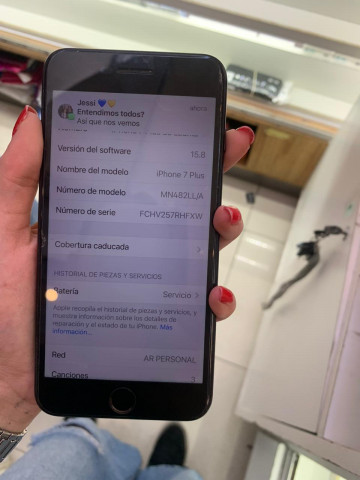 Jessi 💙💛
ahora
Entendimos todos?
Asi que nos vemos
Versión del software 15.8
Nombre del modelo iPhone 7 Plus
Número de modelo MN482LL/A
Número de serie FCHV257RHFXW
Cobertura caducada
HISTORIAL DE PIEZAS Y SERVICIOS
Batería Servicio
Apple recopila el historial de piezas y servicios, y
muestra información sobre los detalles de
reparación y el estado de tu iPhone. Más
información...
Red AR PERSONAL
Canciones